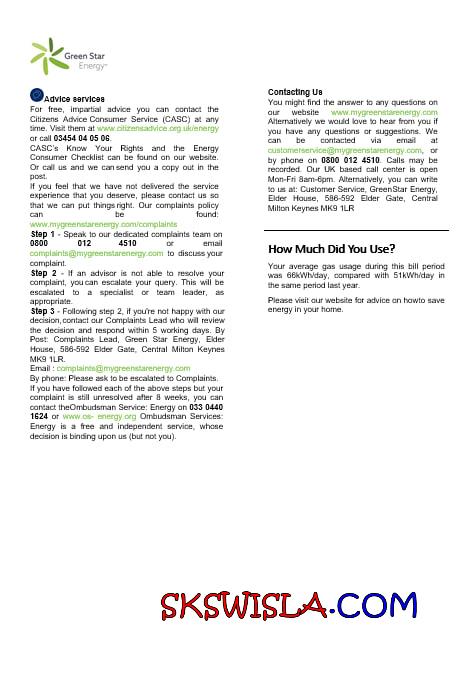 Green Star
Energy™
Advice services
For free, impartial advice you can contact the
Citizens Advice Consumer Service (CASC) at any
time. Visit them at www.citizensadvice.org.uk/energy
or call 03454 04 05 06.
CASC's Know Your Rights and the Energy
Consumer Checklist can be found on our website.
Or call us and we can send you a copy out in the
post.
If you feel that we have not delivered the service
experience that you deserve, please contact us so
that we can put things right. Our complaints policy
can be found:
www.mygreenstarenergy.com/complaints
Step 1 - Speak to our dedicated complaints team on
0800 012 4510 or email
complaints@mygreenstarenergy.com to discuss your
complaint.
Step 2 - If an advisor is not able to resolve your
complaint, you can escalate your query. This will be
escalated to a specialist or team leader, as
appropriate.
Step 3 - Following step 2, if you're not happy with our
decision, contact our Complaints Lead who will review
the decision and respond within 5 working days. By
Post: Complaints Lead, Green Star Energy, Elder
House, 586-592 Elder Gate, Central Milton Keynes
MK9 1LR.
Email : complaints@mygreenstarenergy.com
By phone: Please ask to be escalated to Complaints.
If you have followed each of the above steps but your
complaint is still unresolved after 8 weeks, you can
contact theOmbudsman Service: Energy on 033 0440
1624 or www.os- energy.org Ombudsman Services:
Energy is a free and independent service, whose
decision is binding upon us (but not you).
Contacting Us
You might find the answer to any questions on
our website www.mygreenstarenergy.com
Alternatively we would love to hear from you if
you have any questions or suggestions. We
can be contacted via email at
customerservice@mygreenstarenergy.com, or
by phone on 0800 012 4510. Calls may be
recorded. Our UK based call center is open
Mon-Fri 8am-6pm. Alternatively, you can write
to us at: Customer Service, GreenStar Energy,
Elder House, 586-592 Elder Gate, Central
Milton Keynes MK9 1LR
How Much Did You Use?
Your average gas usage during this bill period
was 66kWh/day, compared with 51kWh/day in
the same period last year.
Please visit our website for advice on howto save
energy in your home.
SKSWISLA.COM